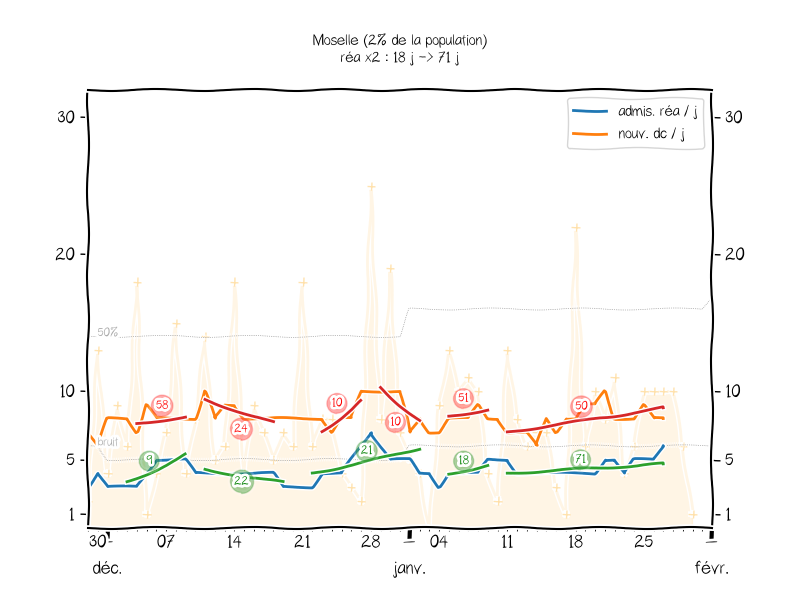 Moselle (2% de la population)
réa x2 : 18 j -> 71 j
admis. réa / j
nouv. dc / j
30 30
20 20
50%
10 10
58 24 10 10 51 50
bruit
5 5
9 22 21 18 71
1 1
30 07 14 21 28 04 11 18 25
déc. janv. févr.